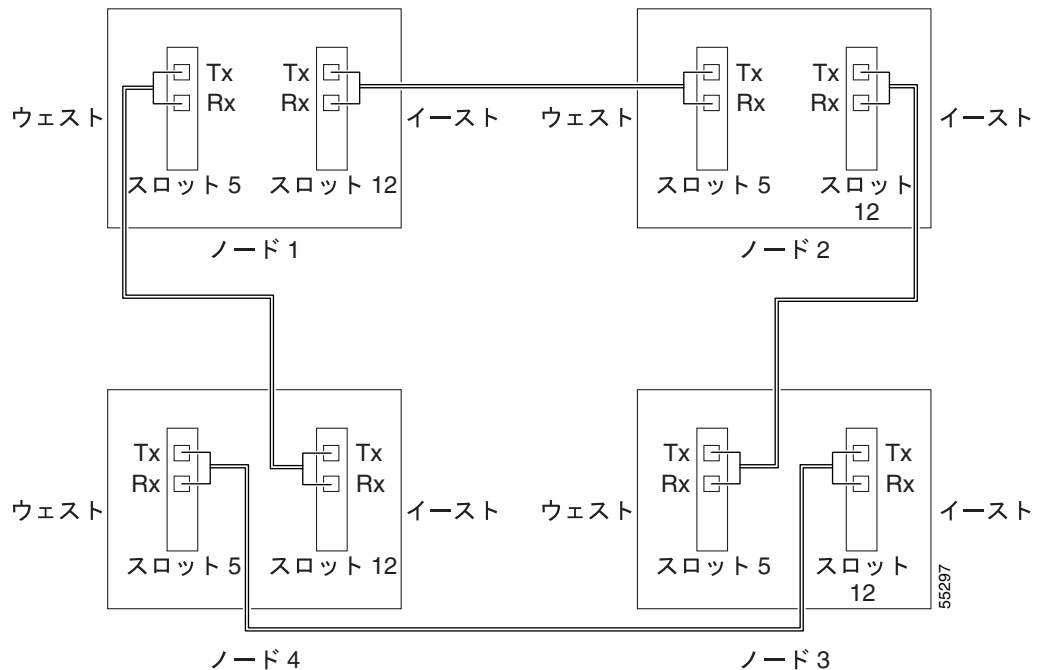 Tx Tx Tx Tx
Rx Rx Rx Rx
ウェスト イースト ウェスト イースト
スロット 5 スロット 12 スロット 5 スロット
12
ノード 1 ノード 2
Tx Tx Tx Tx
Rx Rx Rx Rx
ウェスト イースト ウェスト イースト
スロット 5 スロット 12 スロット 5 スロット
12
55297
ノード 4 ノード 3